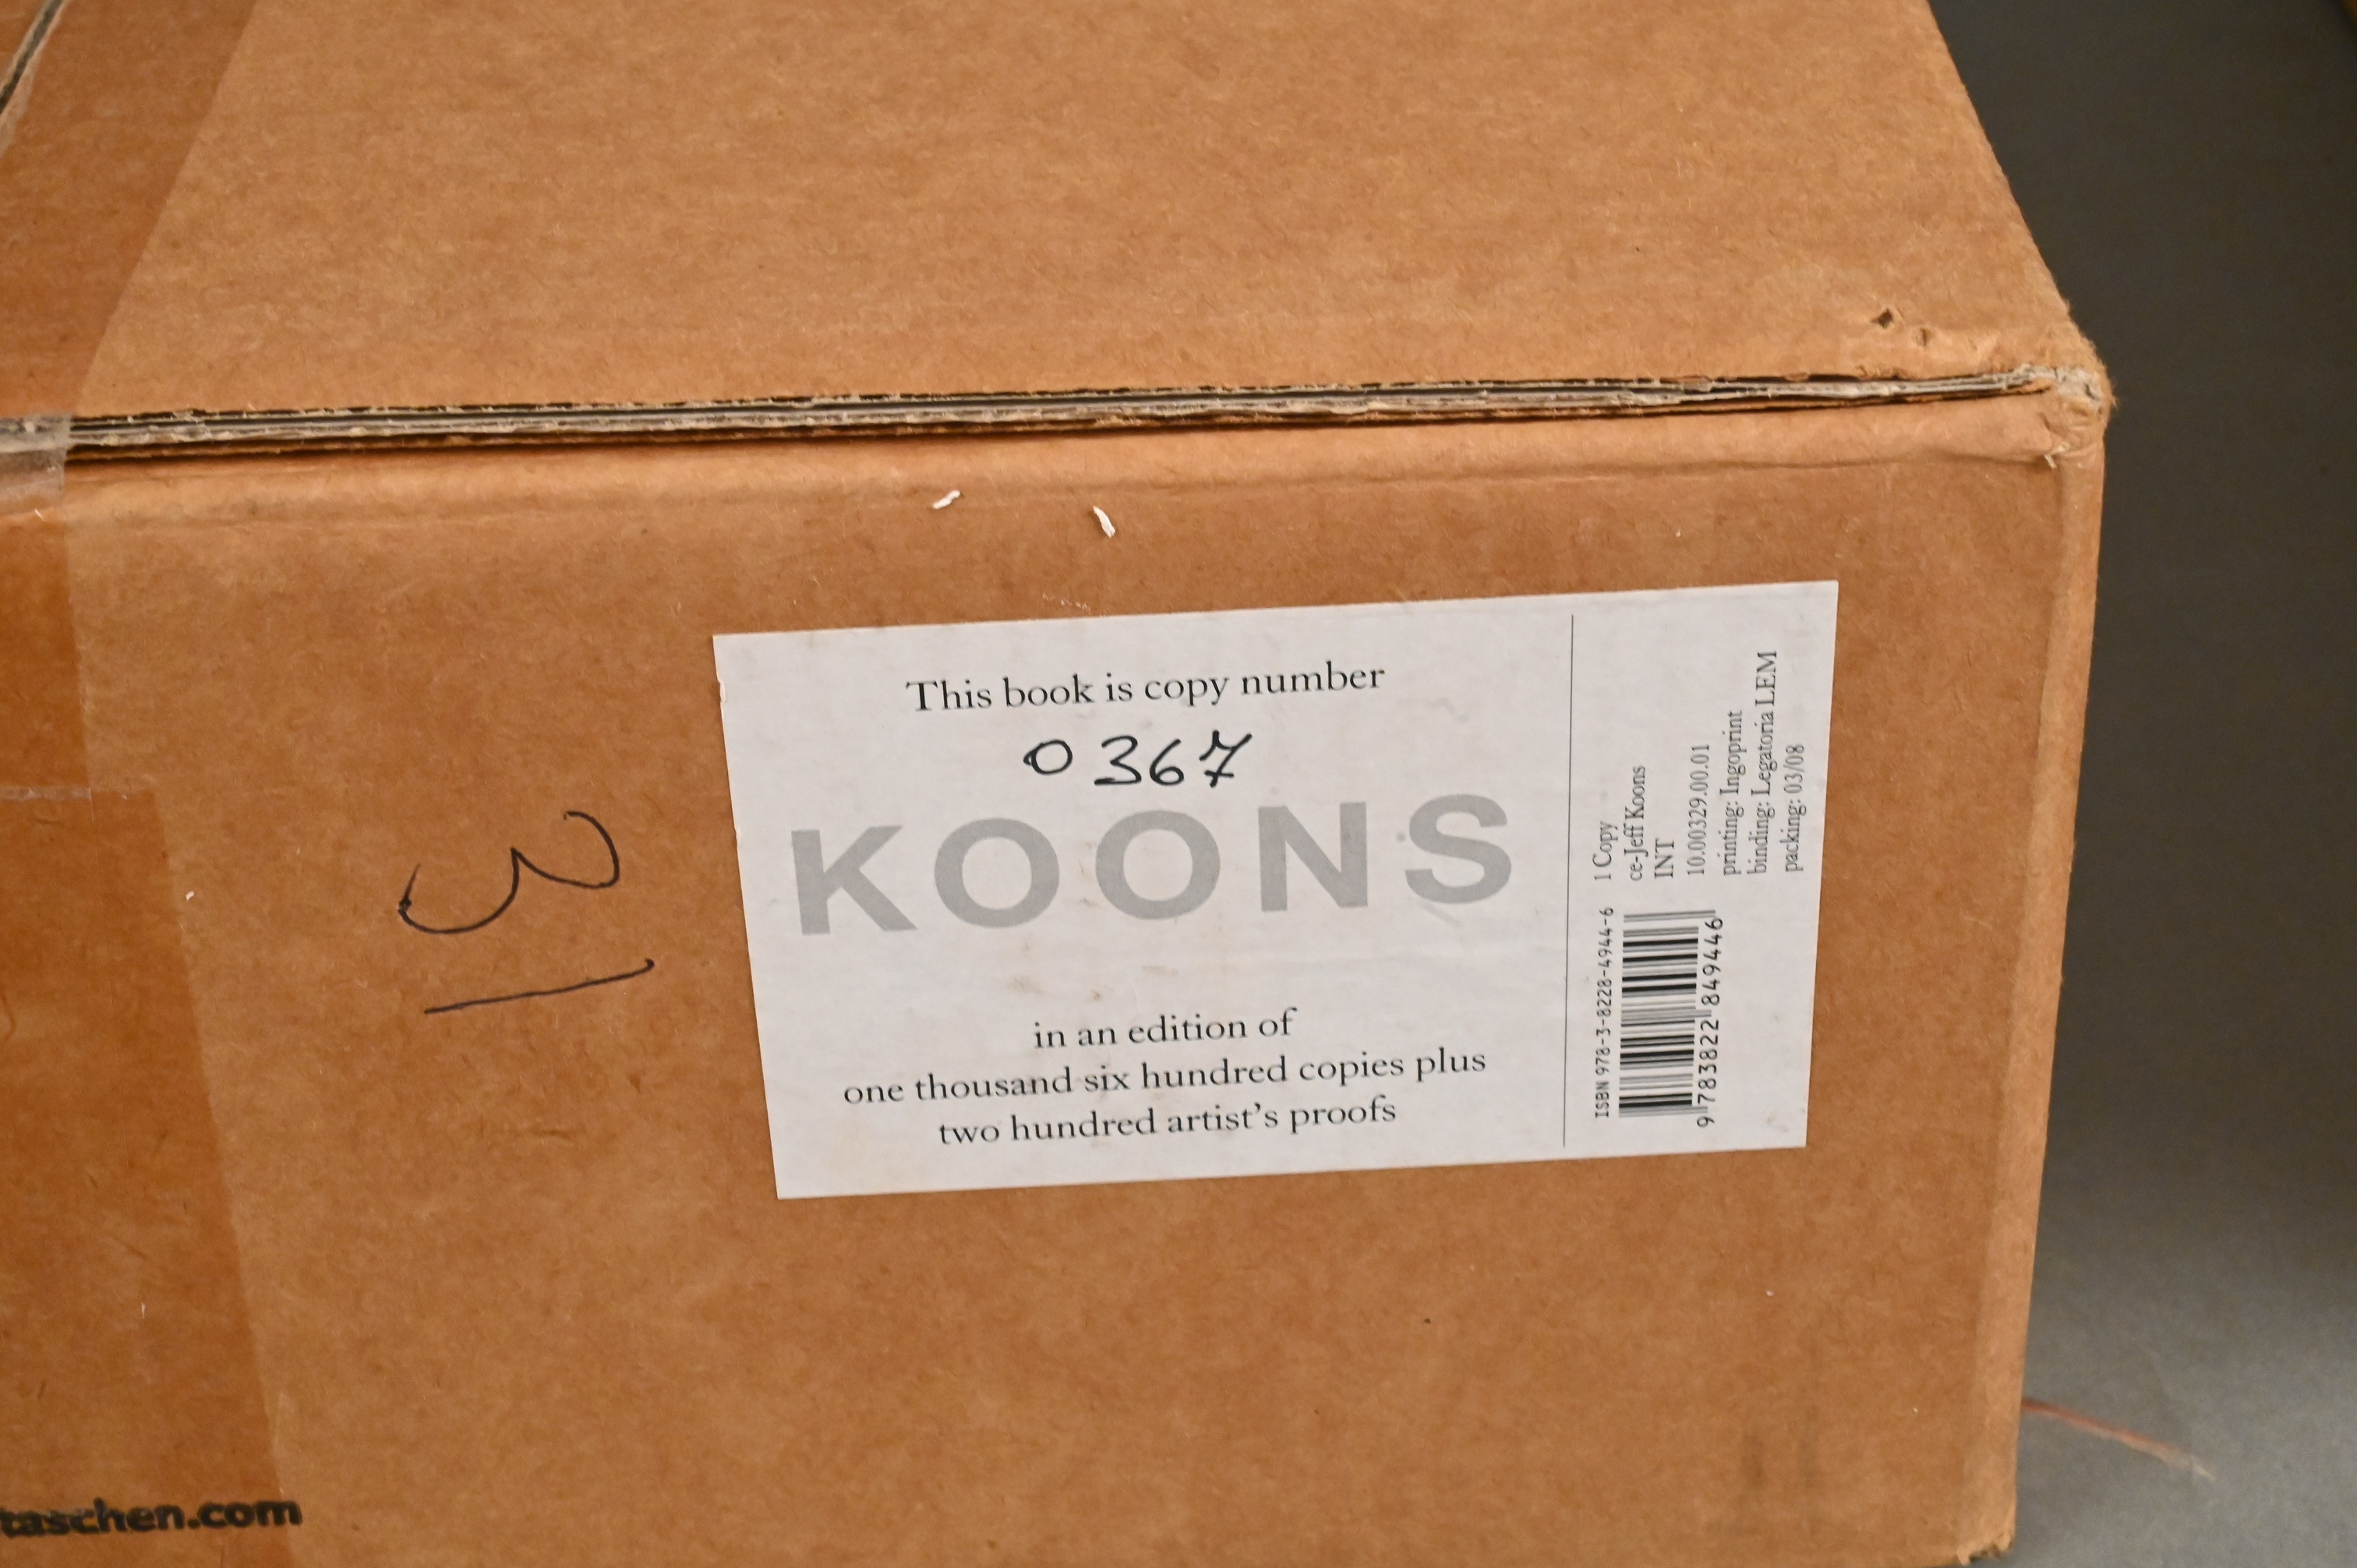 This book is copy number
0367
KOONS
in an edition of
one thousand six hundred copies plus
two hundred artist's proofs
1 Copy
ce-Jeff Koons
INT
10.00329.00.01
printing: Ingoprint
binding: Legatoria LEM
packing: 03/08
ISBN 978-3-8228-4944-6
9 783822 849446
3
taschen.com